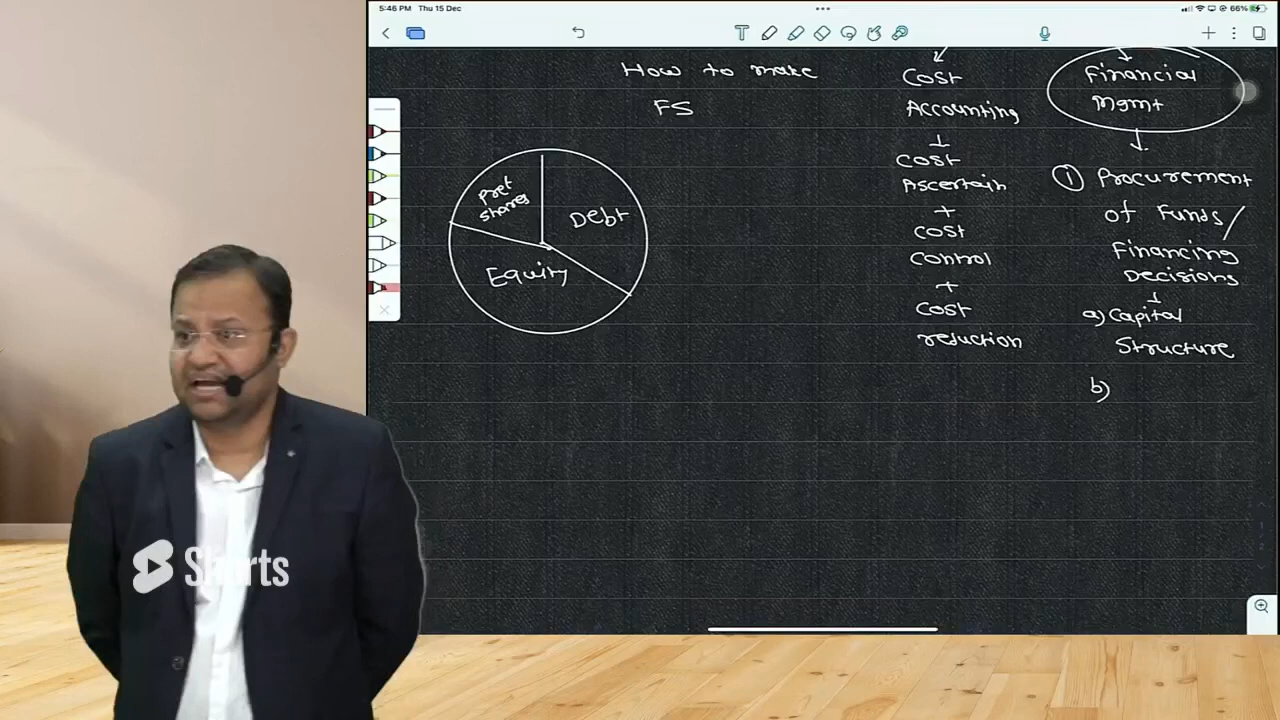 5:46 PM Thu 15 Dec
66%
T
How to make
FS
Pref
shares
Debt
Equity
Cost
Accounting
Cost
Ascertain
+
Cost
Control
+
Cost
reduction
Financial
Mgmt
① Procurement
of Funds/
Financing
Decisions
a) Capital
Structure
b)
Shorts